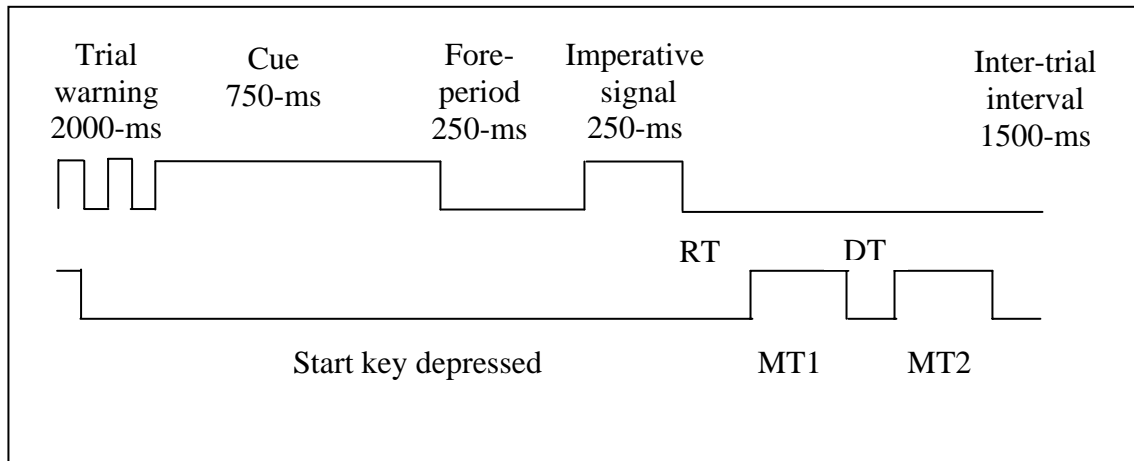 Trial
warning
2000-ms
Cue
750-ms
Fore-
period
250-ms
Imperative
signal
250-ms
Inter-trial
interval
1500-ms
RT
DT
Start key depressed
MT1
MT2